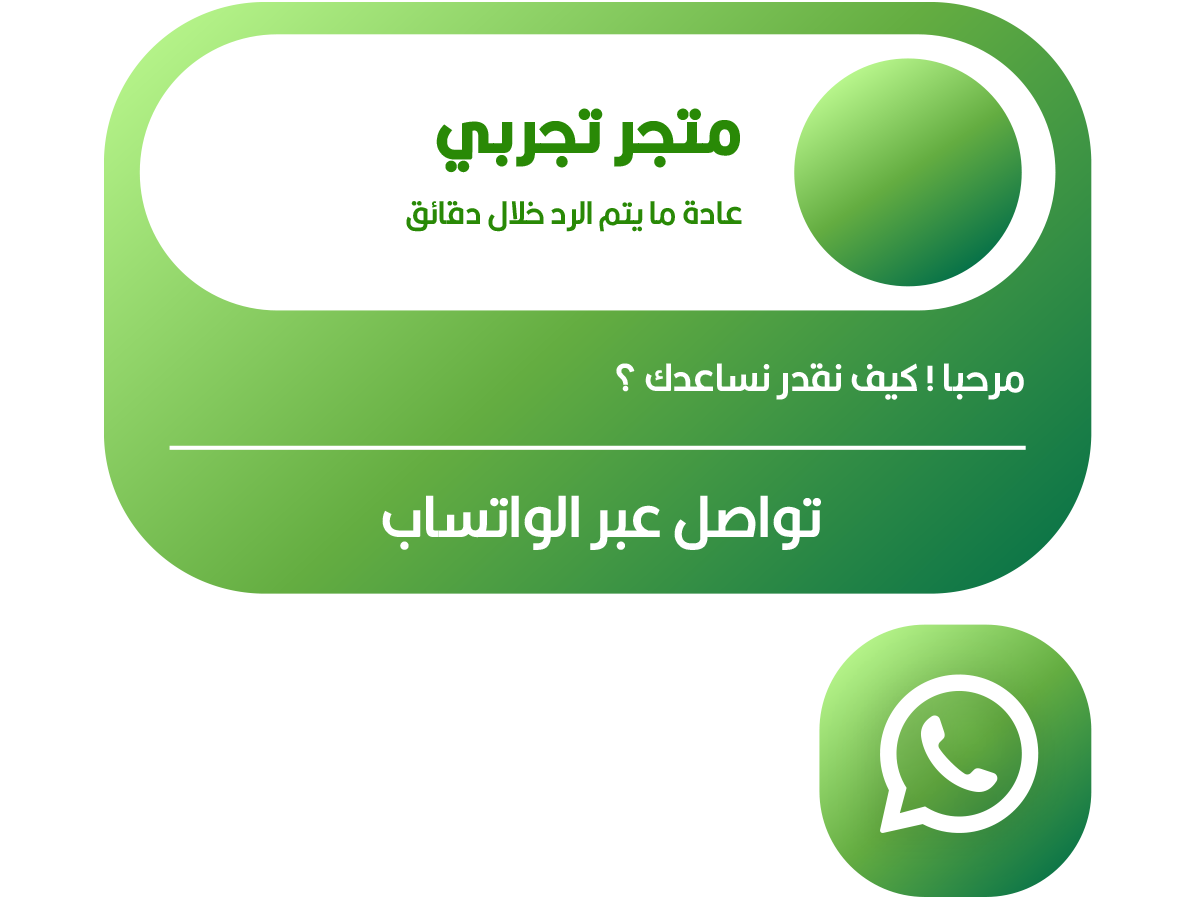 متجر تجربي
عادة ما يتم الرد خلال دقائق
مرحبا ! كيف نقدر نساعدك ؟
تواصل عبر الواتساب